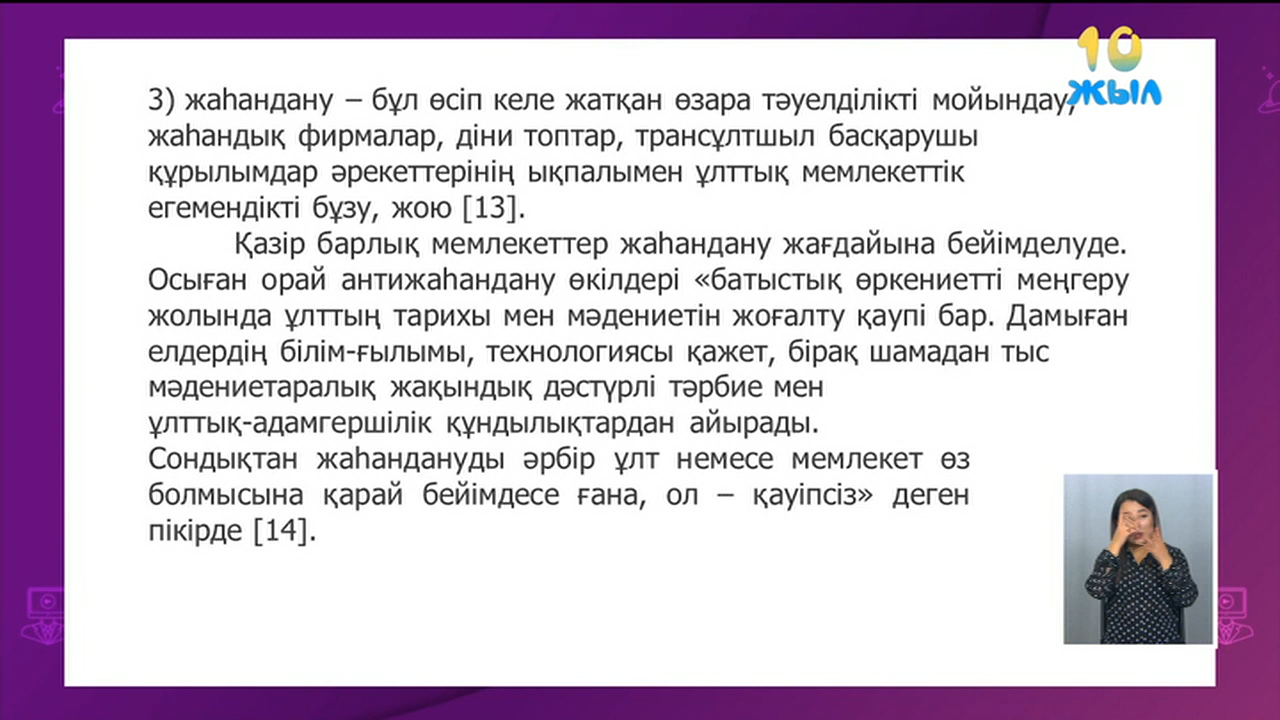 10
ЖЫЛ
3) жаһандану – бұл өсіп келе жатқан өзара тәуелділікті мойындау,
жаһандық фирмалар, діни топтар, трансұлтшыл басқарушы
құрылымдар әрекеттерінің ықпалымен ұлттық мемлекеттік
егемендікті бұзу, жою [13].
Қазір барлық мемлекеттер жаһандану жағдайына бейімделуде.
Осыған орай антижаһандану өкілдері «батыстық өркениетті меңгеру
жолында ұлттың тарихы мен мәдениетін жоғалту қаупі бар. Дамыған
елдердің білім-ғылымы, технологиясы қажет, бірақ шамадан тыс
мәдениетаралық жақындық дәстүрлі тәрбие мен
ұлттық-адамгершілік құндылықтардан айырады.
Сондықтан жаһандануды әрбір ұлт немесе мемлекет өз
болмысына қарай бейімдесе ғана, ол – қауіпсіз» деген
пікірде [14].